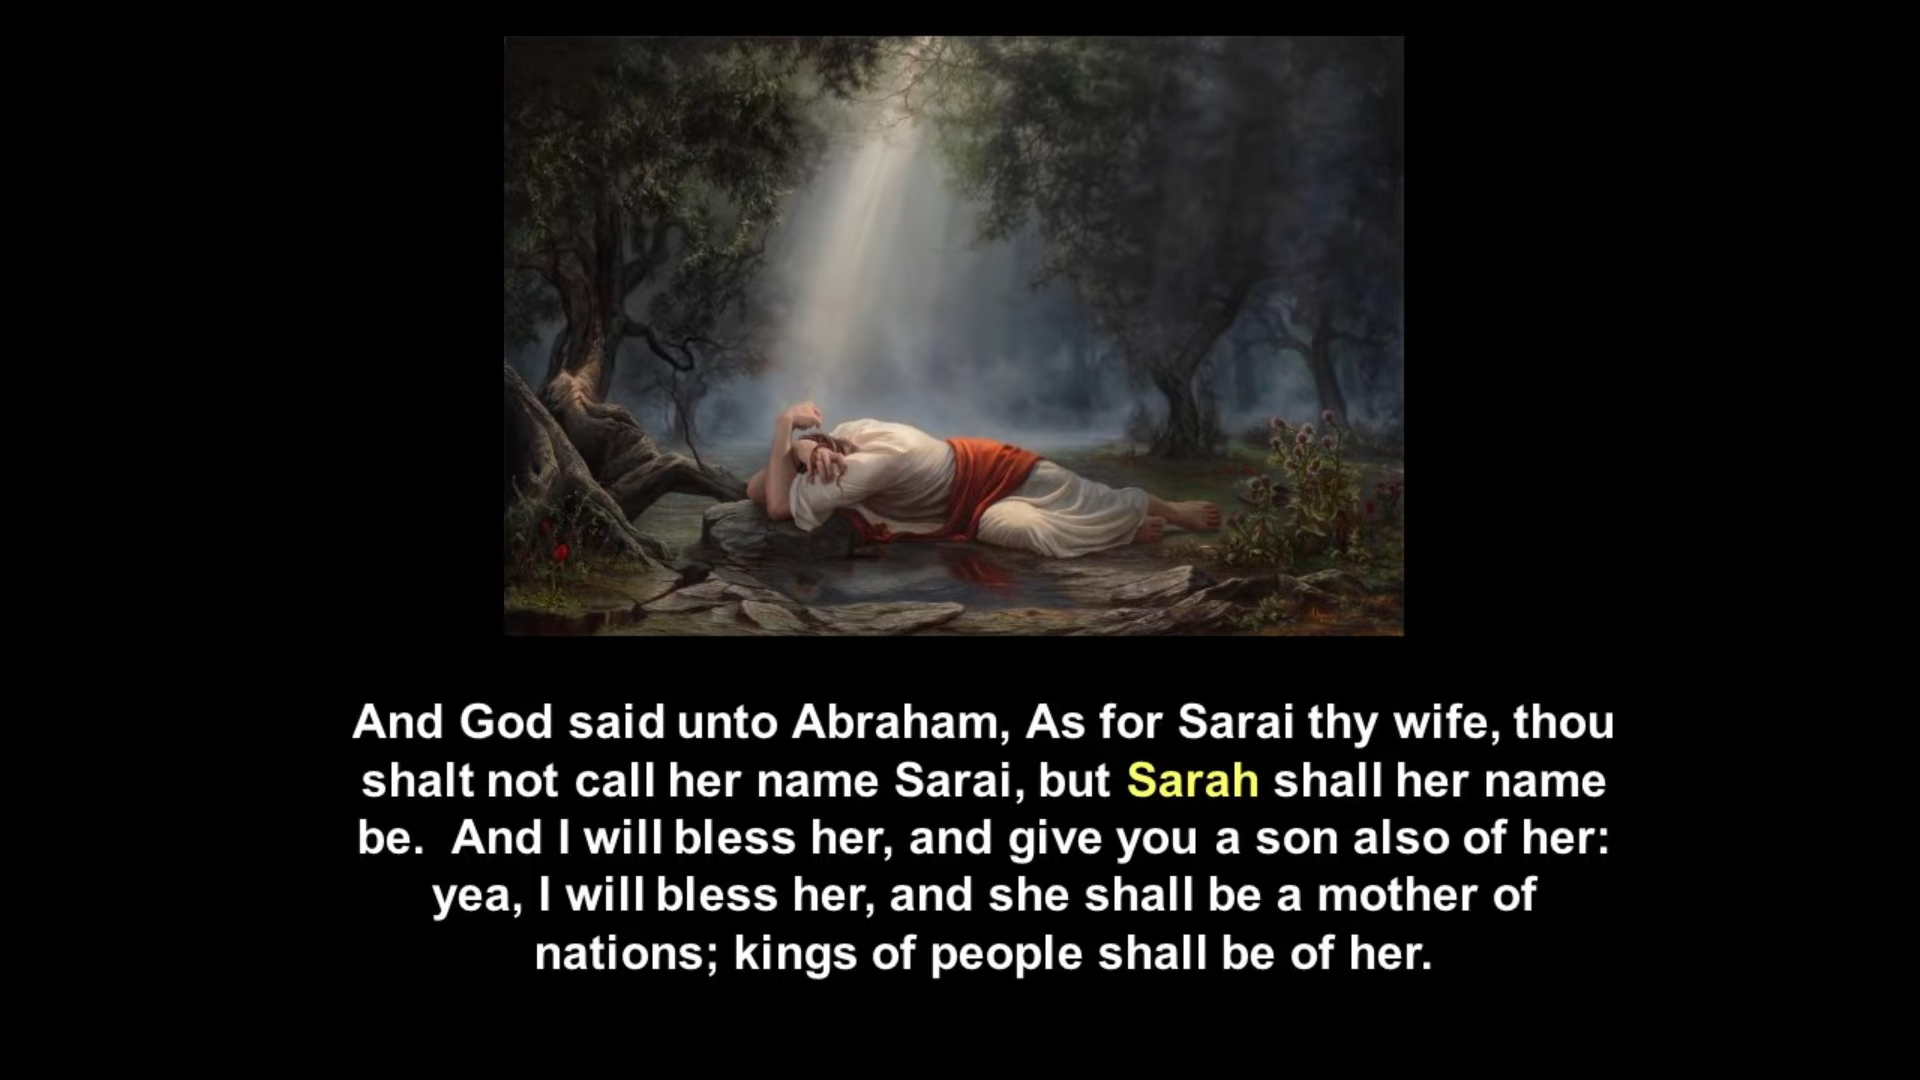 And God said unto Abraham, As for Sarai thy wife, thou
shalt not call her name Sarai, but Sarah shall her name
be.  And I will bless her, and give you a son also of her:
yea, I will bless her, and she shall be a mother of
nations; kings of people shall be of her.